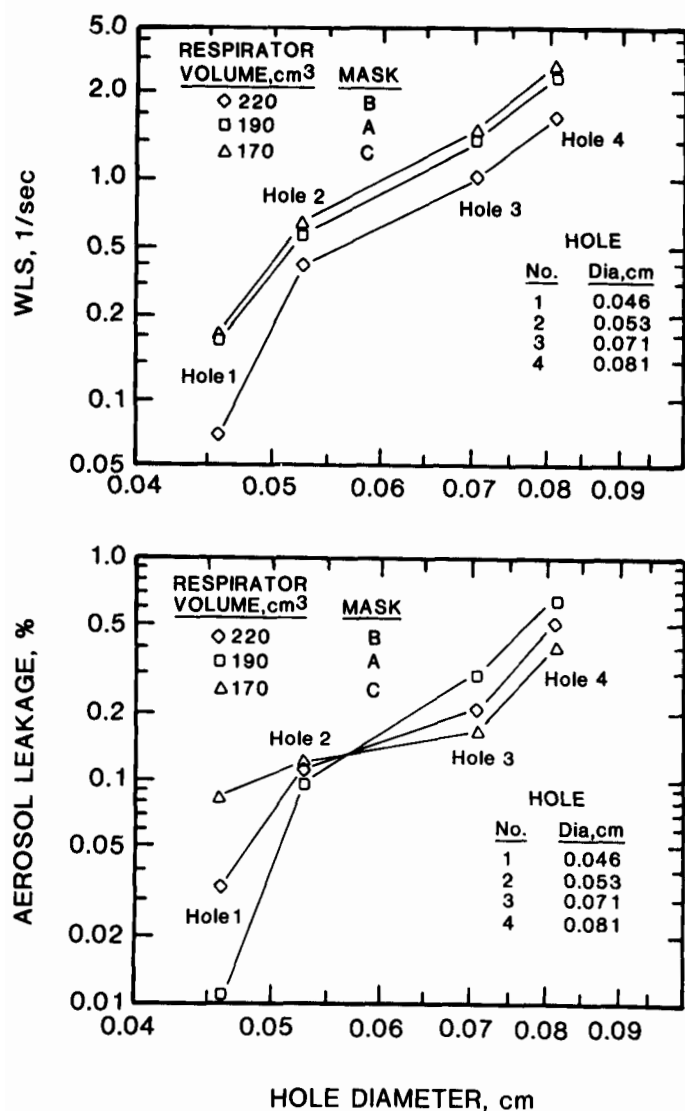 WLS, 1/sec
5.0
2.0
1.0
0.5
0.2
0.1
0.05
RESPIRATOR
VOLUME,cm3 MASK
220 B
190 A
170 C
Hole 1
Hole 2
Hole 3
Hole 4
HOLE
No. Dia,cm
1 0.046
2 0.053
3 0.071
4 0.081
0.04 0.05 0.06 0.07 0.08 0.09
AEROSOL LEAKAGE, %
1.0
0.5
0.2
0.1
0.05
0.02
0.01
RESPIRATOR
VOLUME,cm3 MASK
220 B
190 A
170 C
Hole 1
Hole 2
Hole 3
Hole 4
HOLE
No. Dia,cm
1 0.046
2 0.053
3 0.071
4 0.081
0.04 0.05 0.06 0.07 0.08 0.09
HOLE DIAMETER, cm